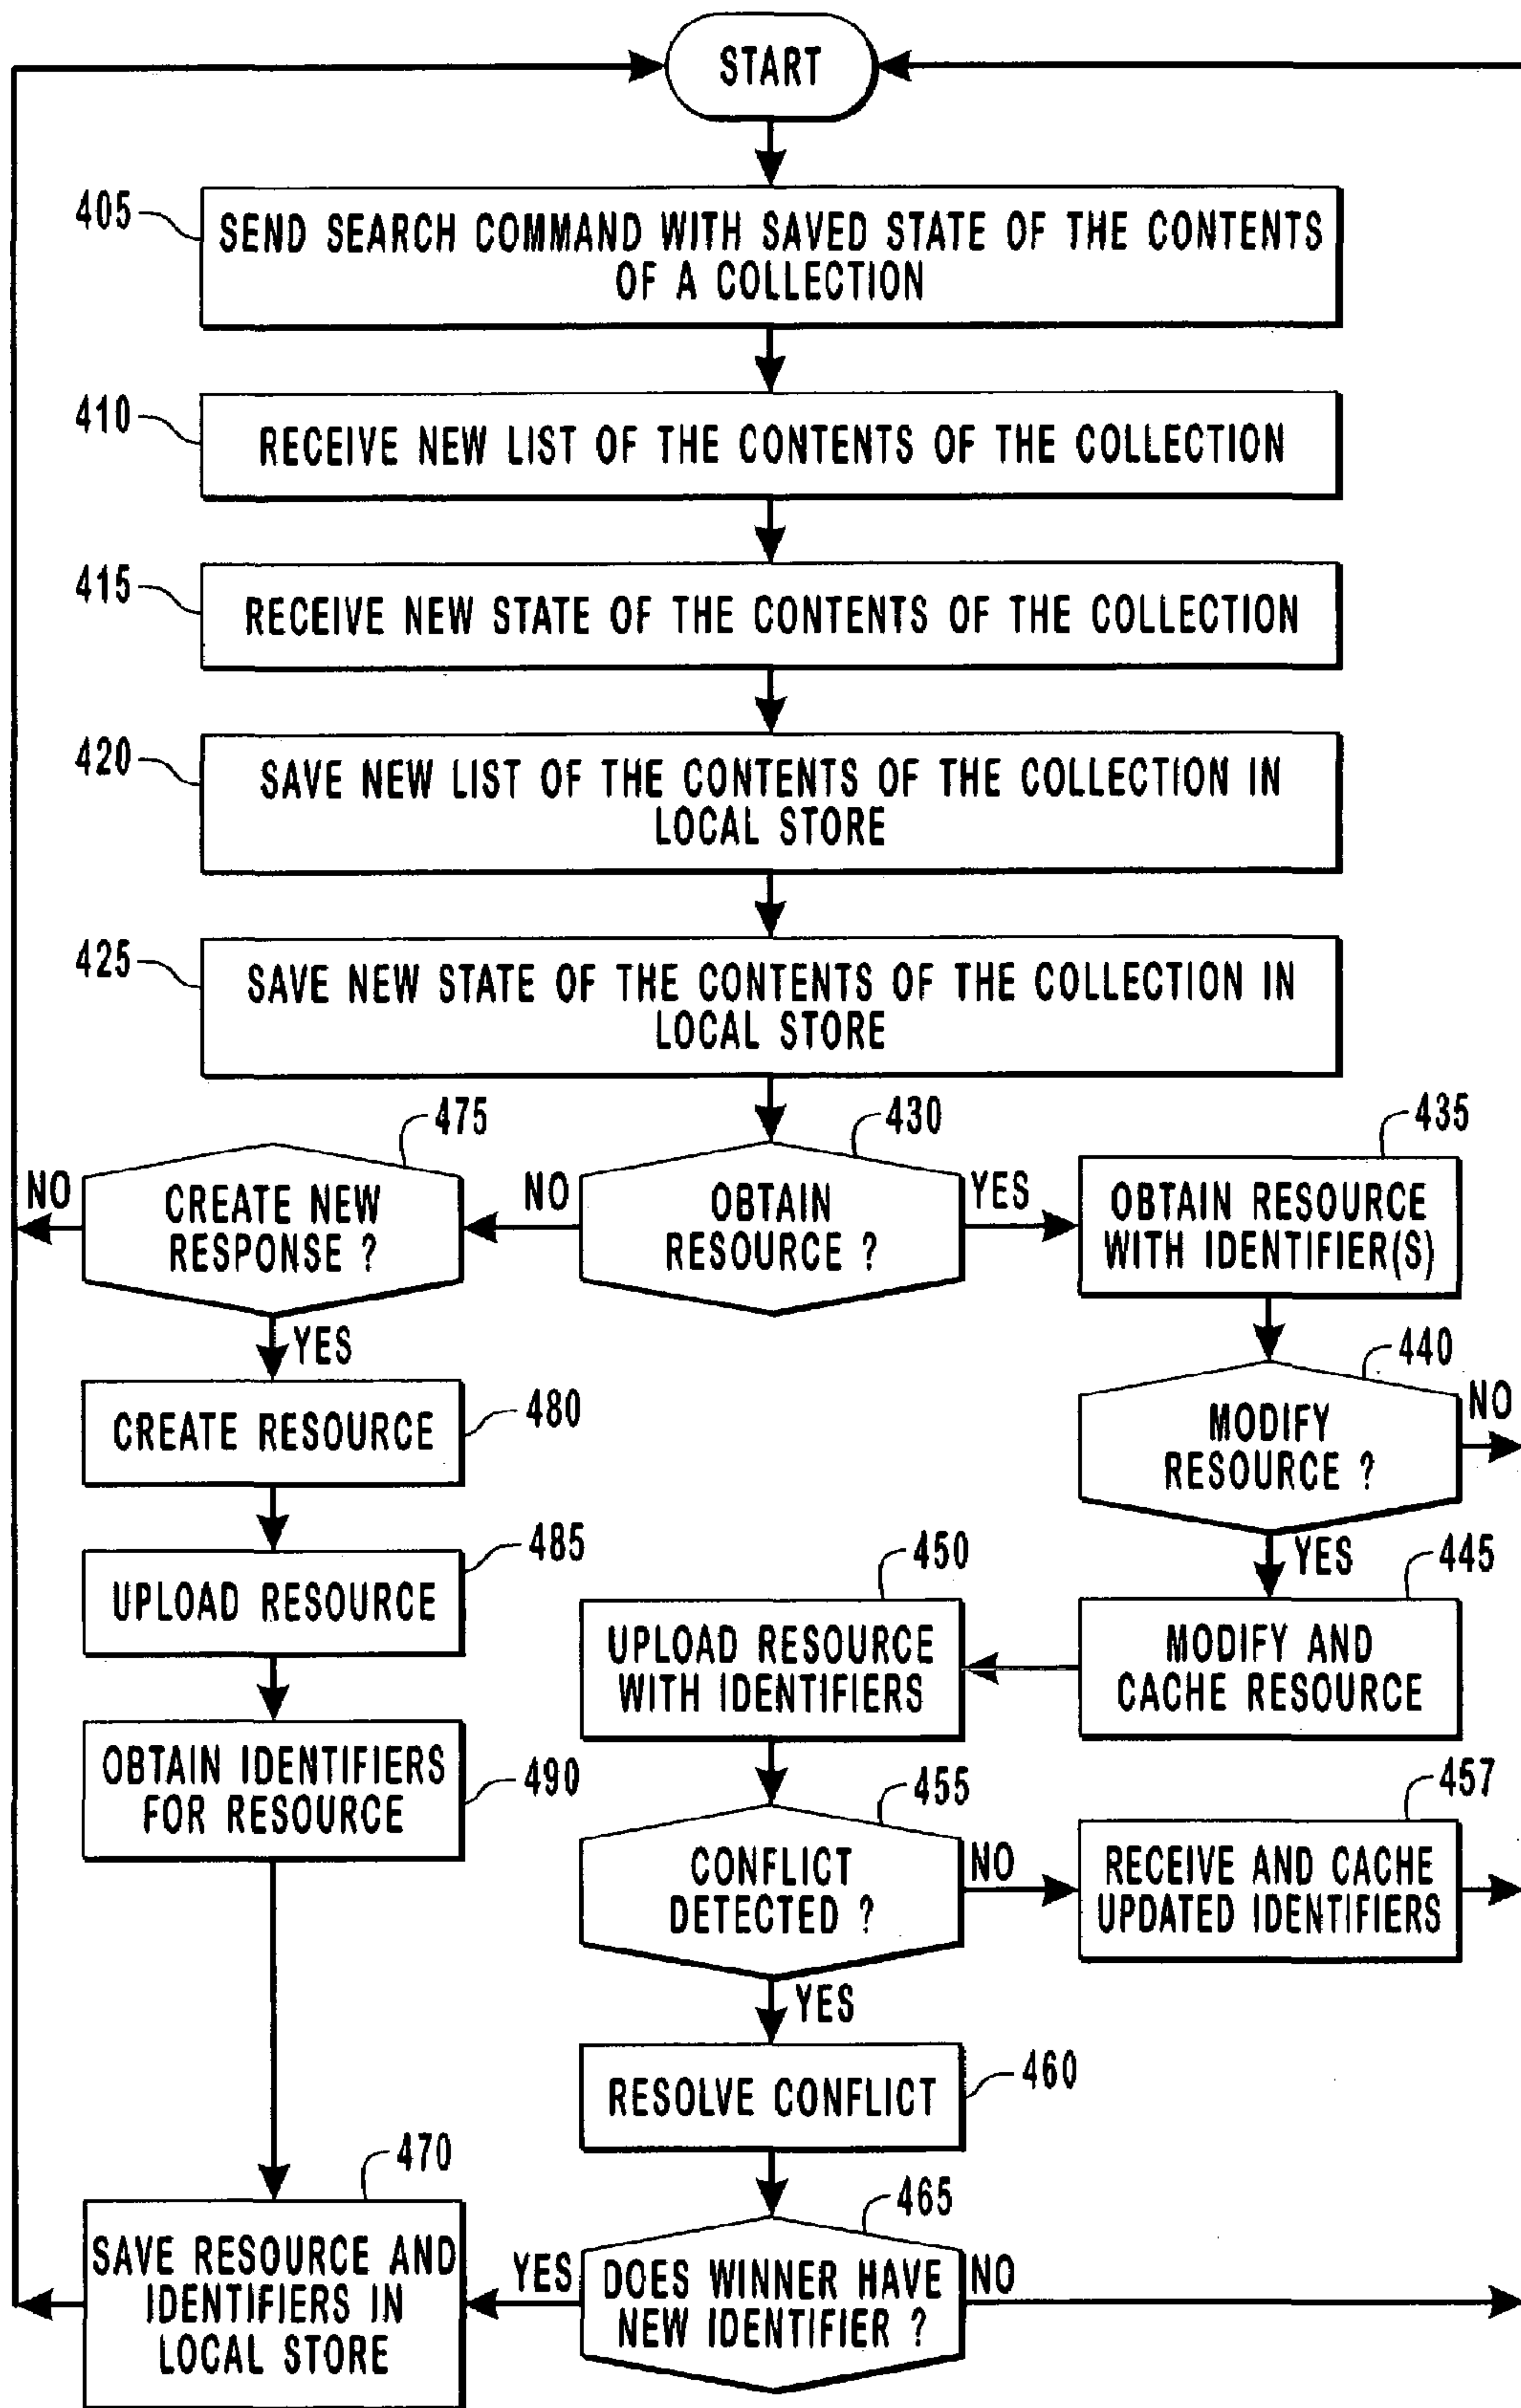 START
405
SEND SEARCH COMMAND WITH SAVED STATE OF THE CONTENTS
OF A COLLECTION
410
RECEIVE NEW LIST OF THE CONTENTS OF THE COLLECTION
415
RECEIVE NEW STATE OF THE CONTENTS OF THE COLLECTION
420
SAVE NEW LIST OF THE CONTENTS OF THE COLLECTION IN
LOCAL STORE
425
SAVE NEW STATE OF THE CONTENTS OF THE COLLECTION IN
LOCAL STORE
430
OBTAIN
RESOURCE ?
NO
YES
475
CREATE NEW
RESPONSE ?
NO
YES
435
OBTAIN RESOURCE
WITH IDENTIFIER(S)
440
MODIFY
RESOURCE ?
NO
YES
480
CREATE RESOURCE
485
UPLOAD RESOURCE
490
OBTAIN IDENTIFIERS
FOR RESOURCE
445
MODIFY AND
CACHE RESOURCE
450
UPLOAD RESOURCE
WITH IDENTIFIERS
455
CONFLICT
DETECTED ?
NO
YES
457
RECEIVE AND CACHE
UPDATED IDENTIFIERS
460
RESOLVE CONFLICT
465
DOES WINNER HAVE
NEW IDENTIFIER ?
YES
NO
470
SAVE RESOURCE AND
IDENTIFIERS IN
LOCAL STORE